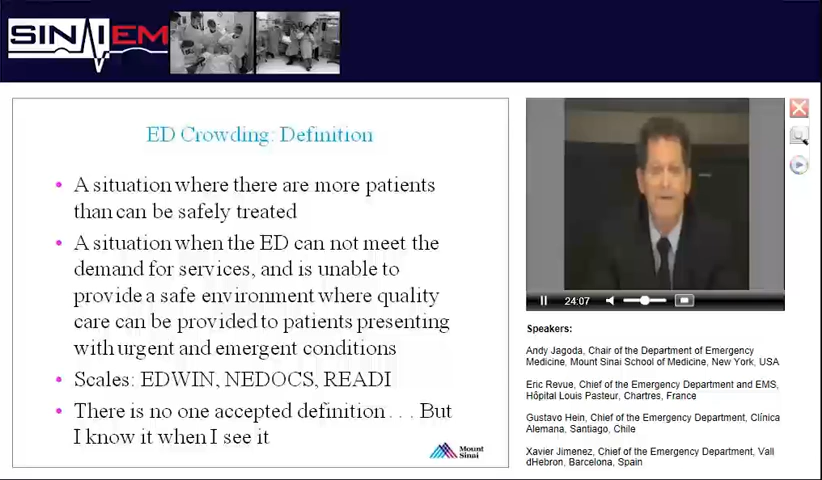 SINAIEM
ED Crowding: Definition
• A situation where there are more patients
than can be safely treated
• A situation when the ED can not meet the
demand for services, and is unable to
provide a safe environment where quality
care can be provided to patients presenting
with urgent and emergent conditions
• Scales: EDWIN, NEDOCS, READI
• There is no one accepted definition . . . But
I know it when I see it
Mount
Sinai
24:07
Speakers:
Andy Jagoda, Chair of the Department of Emergency
Medicine, Mount Sinai School of Medicine, New York, USA
Eric Revue, Chief of the Emergency Department and EMS,
Hôpital Louis Pasteur, Chartres, France
Gustavo Hein, Chief of the Emergency Department, Clínica
Alemana, Santiago, Chile
Xavier Jimenez, Chief of the Emergency Department, Vall
dHebron, Barcelona, Spain